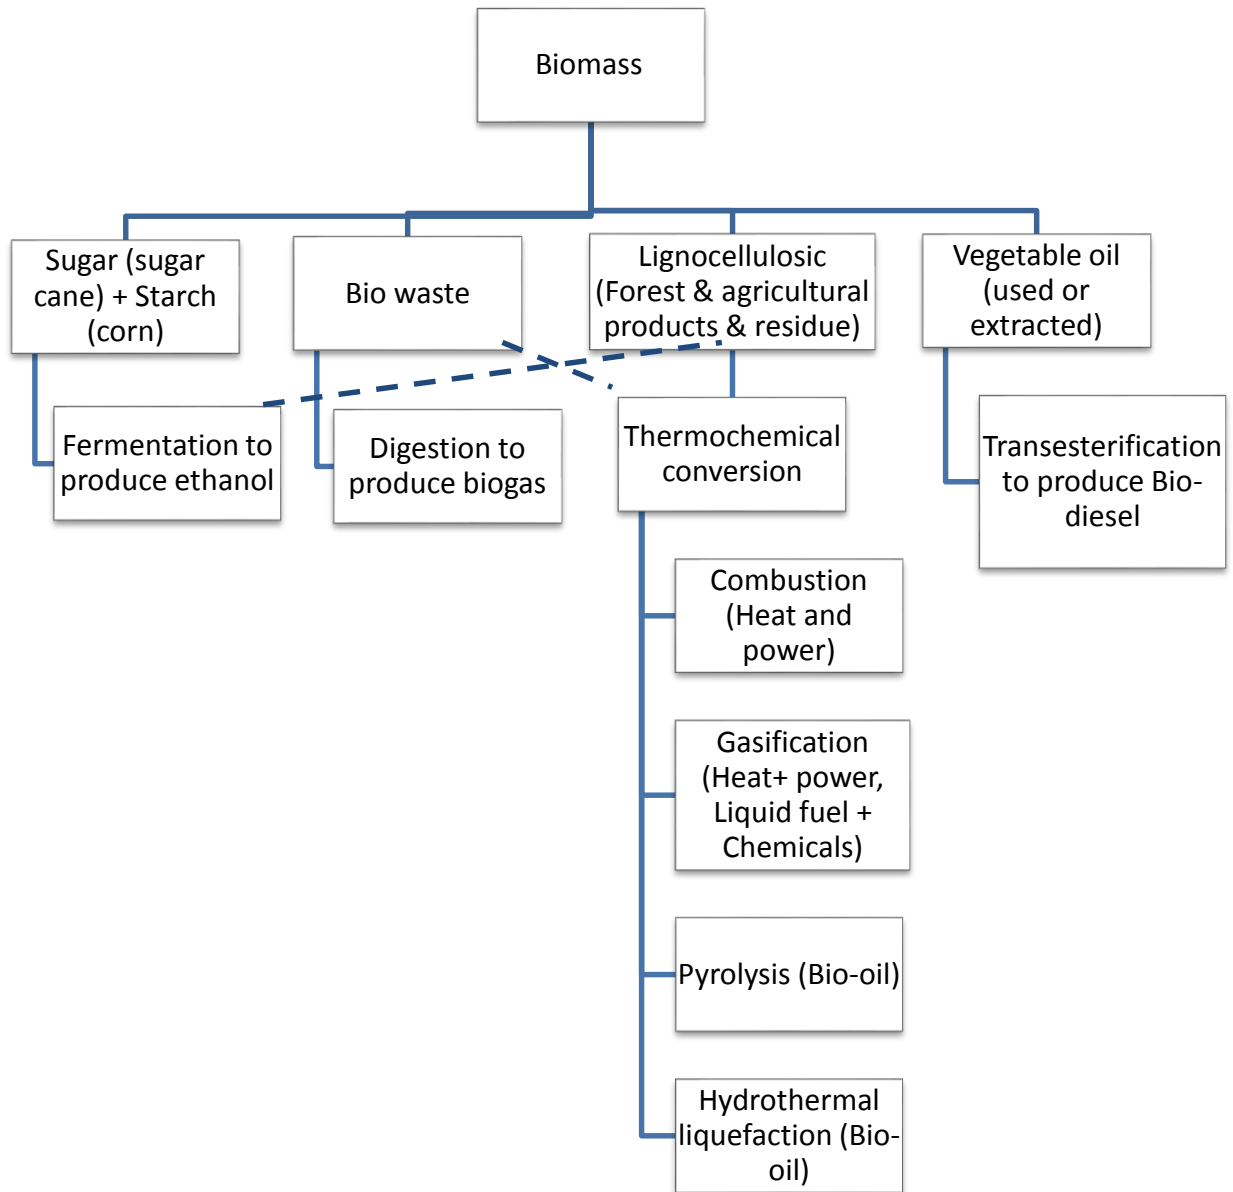 Biomass
Sugar (sugar
cane) + Starch
(corn)
Bio waste
Lignocellulosic
(Forest & agricultural
products & residue)
Vegetable oil
(used or
extracted)
Fermentation to
produce ethanol
Digestion to
produce biogas
Thermochemical
conversion
Transesterification
to produce Bio-
diesel
Combustion
(Heat and
power)
Gasification
(Heat+ power,
Liquid fuel +
Chemicals)
Pyrolysis (Bio-oil)
Hydrothermal
liquefaction (Bio-
oil)